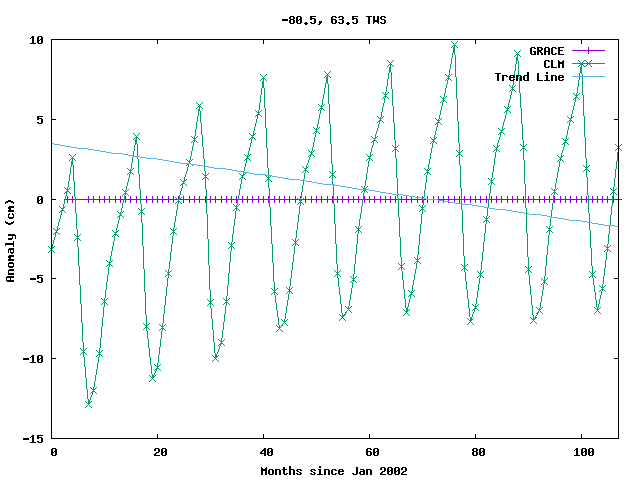 -80.5, 63.5 TWS
10
GRACE
CLM
Trend Line
5
0
-5
-10
-15
Anomaly (cm)
0 20 40 60 80 100
Months since Jan 2002